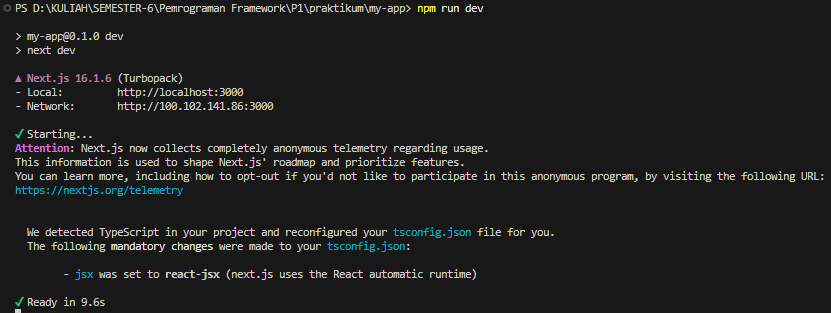 PS D:\KULIAH\SEMESTER-6\Pemrograman Framework\P1\praktikum\my-app> npm run dev
> my-app@0.1.0 dev
> next dev
▲ Next.js 16.1.6 (Turbopack)
- Local: http://localhost:3000
- Network: http://100.102.141.86:3000
✓ Starting...
Attention: Next.js now collects completely anonymous telemetry regarding usage.
This information is used to shape Next.js' roadmap and prioritize features.
You can learn more, including how to opt-out if you'd not like to participate in this anonymous program, by visiting the following URL:
https://nextjs.org/telemetry
We detected TypeScript in your project and reconfigured your tsconfig.json file for you.
The following mandatory changes were made to your tsconfig.json:
- jsx was set to react-jsx (next.js uses the React automatic runtime)
✓ Ready in 9.6s